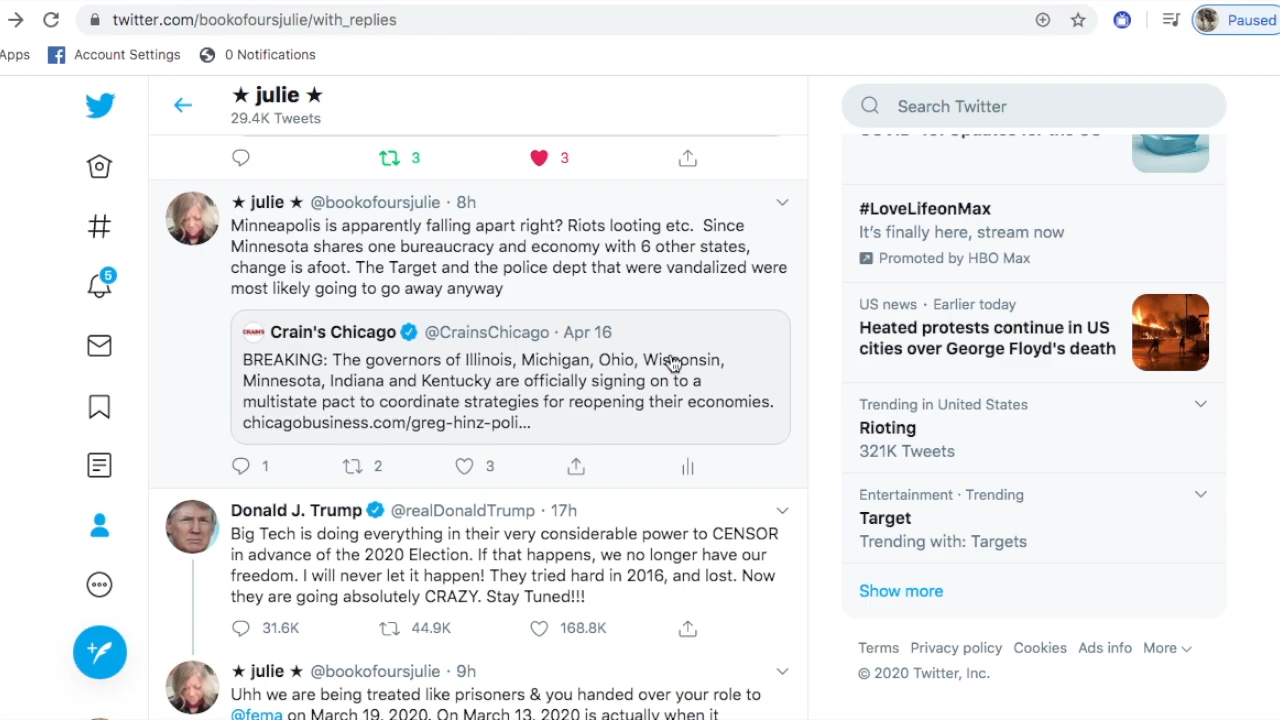 twitter.com/bookofoursjulie/with_replies
Paused
Apps
Account Settings
0 Notifications
★ julie ★
29.4K Tweets
3
3
★ julie ★ @bookofoursjulie · 8h
Minneapolis is apparently falling apart right? Riots looting etc. Since
Minnesota shares one bureaucracy and economy with 6 other states,
change is afoot. The Target and the police dept that were vandalized were
most likely going to go away anyway
CRAIN'S
Crain's Chicago @CrainsChicago · Apr 16
BREAKING: The governors of Illinois, Michigan, Ohio, Wisconsin,
Minnesota, Indiana and Kentucky are officially signing on to a
multistate pact to coordinate strategies for reopening their economies.
chicagobusiness.com/greg-hinz-poli...
1
2
3
Donald J. Trump @realDonaldTrump · 17h
Big Tech is doing everything in their very considerable power to CENSOR
in advance of the 2020 Election. If that happens, we no longer have our
freedom. I will never let it happen! They tried hard in 2016, and lost. Now
they are going absolutely CRAZY. Stay Tuned!!!
31.6K
44.9K
168.8K
★ julie ★ @bookofoursjulie · 9h
Uhh we are being treated like prisoners & you handed over your role to
@fema on March 19, 2020. On March 13, 2020 is actually when it
5
Search Twitter
#LoveLifeonMax
It's finally here, stream now
Promoted by HBO Max
US news · Earlier today
Heated protests continue in US
cities over George Floyd's death
Trending in United States
Rioting
321K Tweets
Entertainment · Trending
Target
Trending with: Targets
Show more
Terms Privacy policy Cookies Ads info More
© 2020 Twitter, Inc.